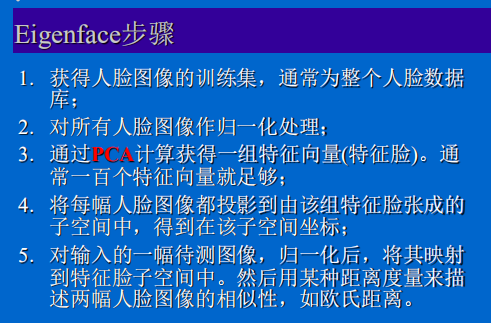 Eigenface步骤
1. 获得人脸图像的训练集，通常为整个人脸数据
库；
2. 对所有人脸图像作归一化处理；
3. 通过PCA计算获得一组特征向量(特征脸)。通
常一百个特征向量就足够；
4. 将每幅人脸图像都投影到由该组特征脸张成的
子空间中，得到在该子空间坐标；
5. 对输入的一幅待测图像，归一化后，将其映射
到特征脸子空间中。然后用某种距离度量来描
述两幅人脸图像的相似性，如欧氏距离。